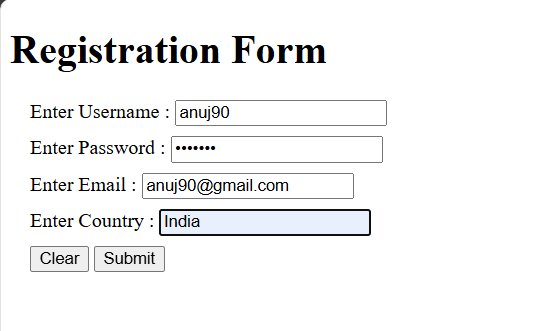 Registration Form
Enter Username : anuj90
Enter Password : •••••••
Enter Email : anuj90@gmail.com
Enter Country : India
Clear Submit